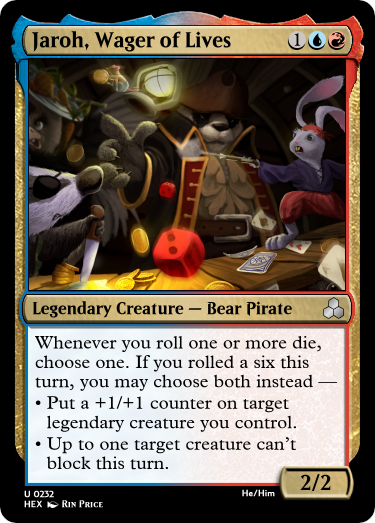 Jaroh, Wager of Lives 1
Legendary Creature — Bear Pirate
Whenever you roll one or more die,
choose one. If you rolled a six this
turn, you may choose both instead —
• Put a +1/+1 counter on target
legendary creature you control.
• Up to one target creature can't
block this turn.
2/2
U 0232
He/Him
HEX Rin Price